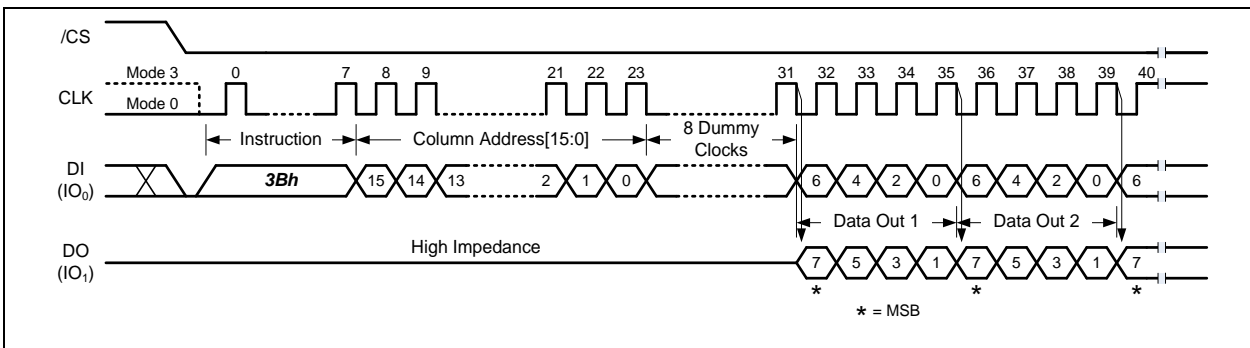 /CS
Mode 3 0 7 8 9 21 22 23 31 32 33 34 35 36 37 38 39 40
CLK
Mode 0
Instruction Column Address[15:0] 8 Dummy
Clocks
DI
(IO0)
3Bh 15 14 13 2 1 0 6 4 2 0 6 4 2 0 6
Data Out 1 Data Out 2
High Impedance
DO
(IO1)
7 5 3 1 7 5 3 1 7
* * *
* = MSB